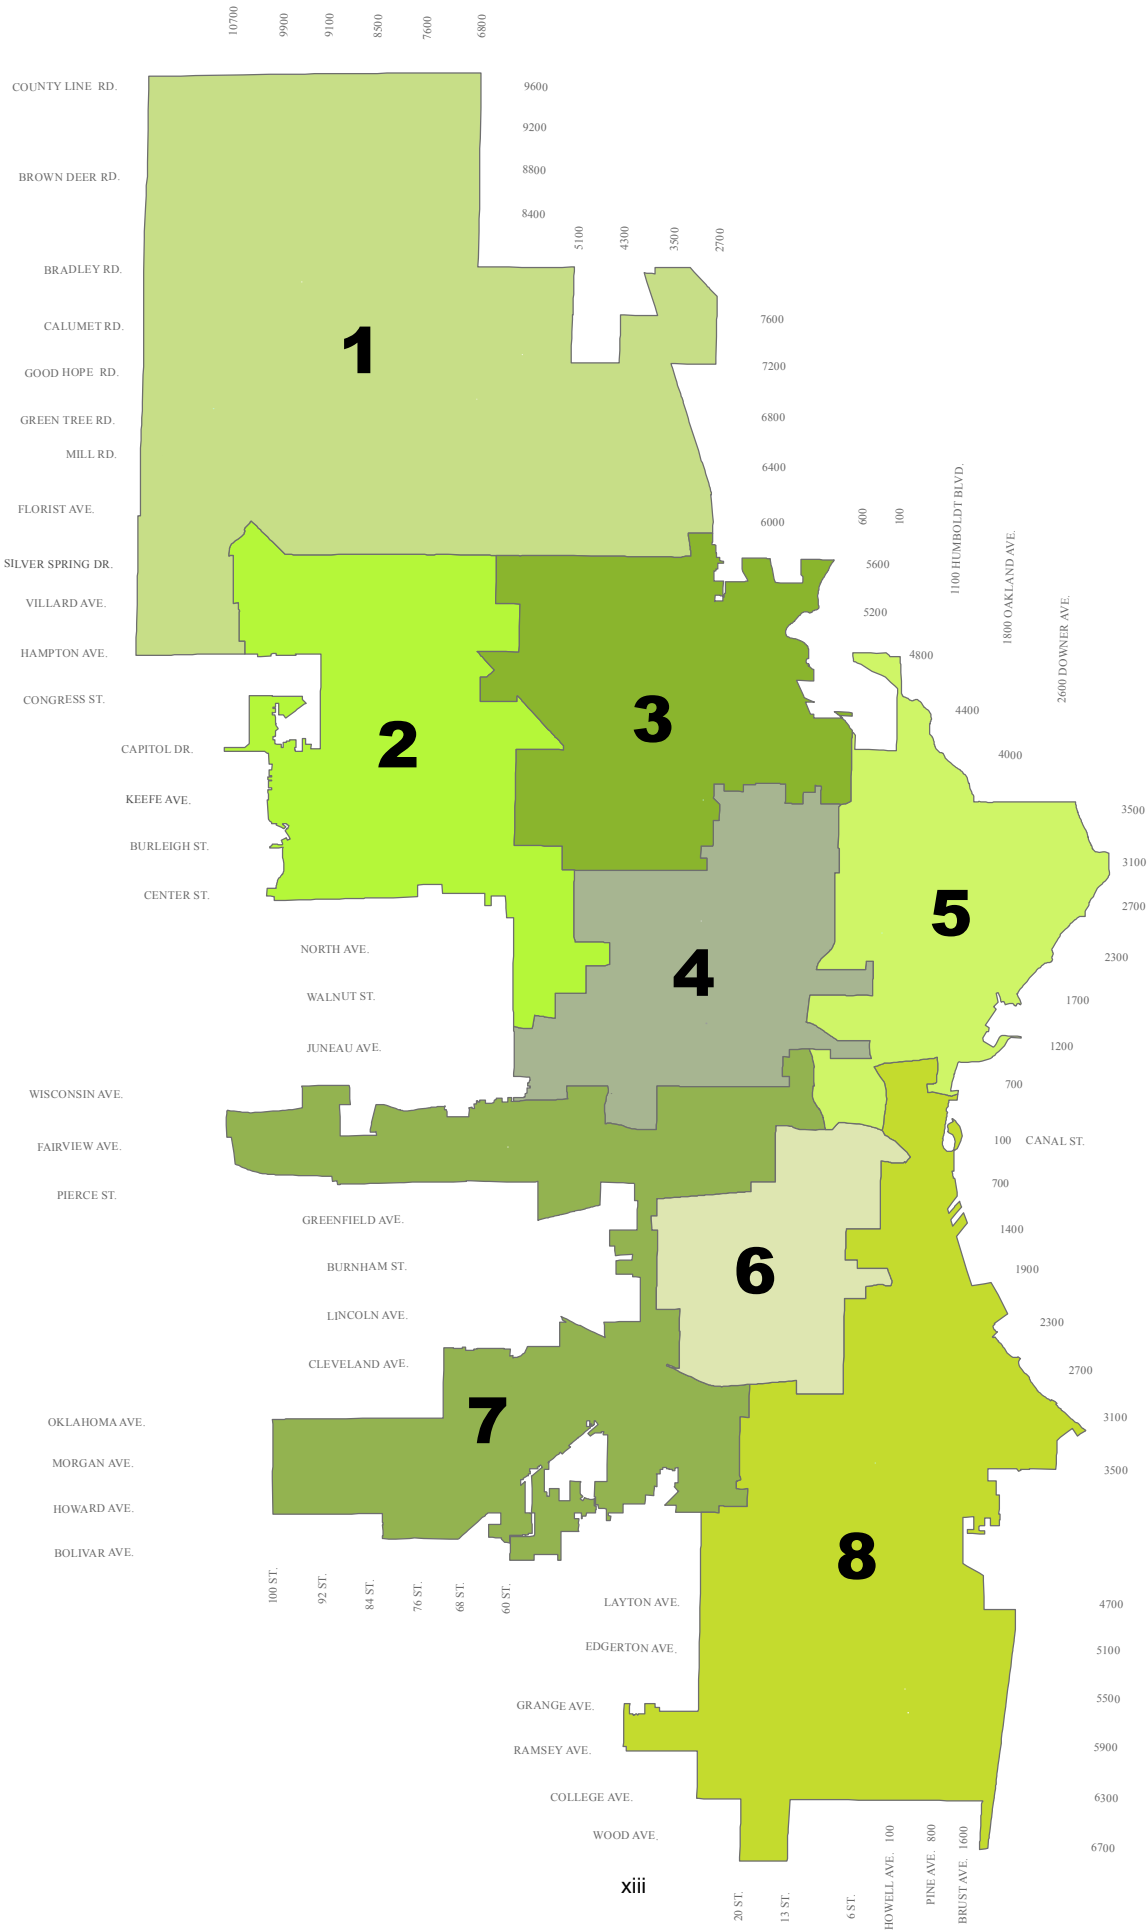 10700
9900
9100
8500
7600
6800
COUNTY LINE RD.
9600
9200
BROWN DEER RD.
8800
8400
5100
4300
3500
2700
BRADLEY RD.
CALUMET RD.
7600
1
GOOD HOPE RD.
7200
GREEN TREE RD.
6800
MILL RD.
6400
FLORIST AVE.
6000
600
100
1100 HUMBOLDT BLVD.
1800 OAKLAND AVE.
2600 DOWNER AVE.
SILVER SPRING DR.
5600
VILLARD AVE.
5200
HAMPTON AVE.
4800
CONGRESS ST.
4400
3
2
CAPITOL DR.
4000
KEEFE AVE.
3500
BURLEIGH ST.
3100
CENTER ST.
2700
5
NORTH AVE.
2300
4
WALNUT ST.
1700
JUNEAU AVE.
1200
WISCONSIN AVE.
700
FAIRVIEW AVE.
100 CANAL ST.
PIERCE ST.
700
GREENFIELD AVE.
1400
BURNHAM ST.
1900
6
LINCOLN AVE.
2300
CLEVELAND AVE.
2700
OKLAHOMA AVE.
3100
7
MORGAN AVE.
3500
HOWARD AVE.
BOLIVAR AVE.
8
100 ST.
92 ST.
84 ST.
76 ST.
68 ST.
60 ST.
LAYTON AVE.
4700
EDGERTON AVE.
5100
GRANGE AVE.
5500
RAMSEY AVE.
5900
COLLEGE AVE.
6300
WOOD AVE.
6700
xiii
20 ST.
13 ST.
6 ST.
HOWELL AVE. 100
PINE AVE. 800
BRUST AVE. 1600